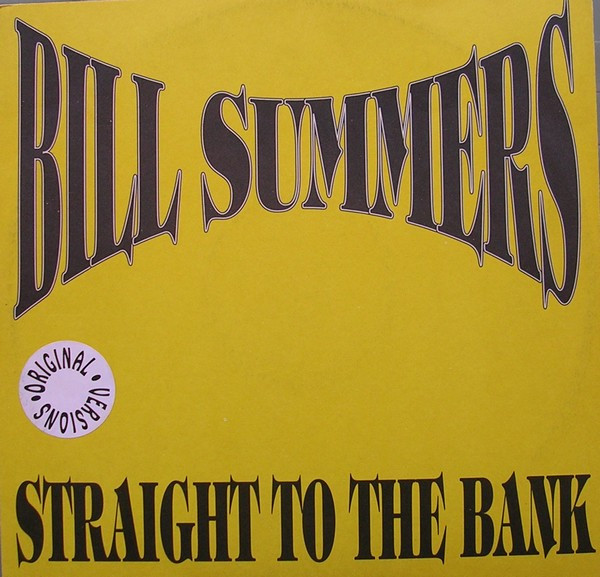 BILL SUMMERS
ORIGINAL • VERSIONS •
STRAIGHT TO THE BANK